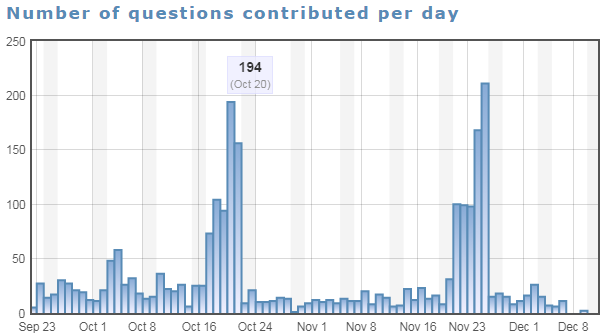 Number of questions contributed per day
250
194
(Oct 20)
200
150
100
50
0
Sep 23 Oct 1 Oct 8 Oct 16 Oct 24 Nov 1 Nov 8 Nov 16 Nov 23 Dec 1 Dec 8